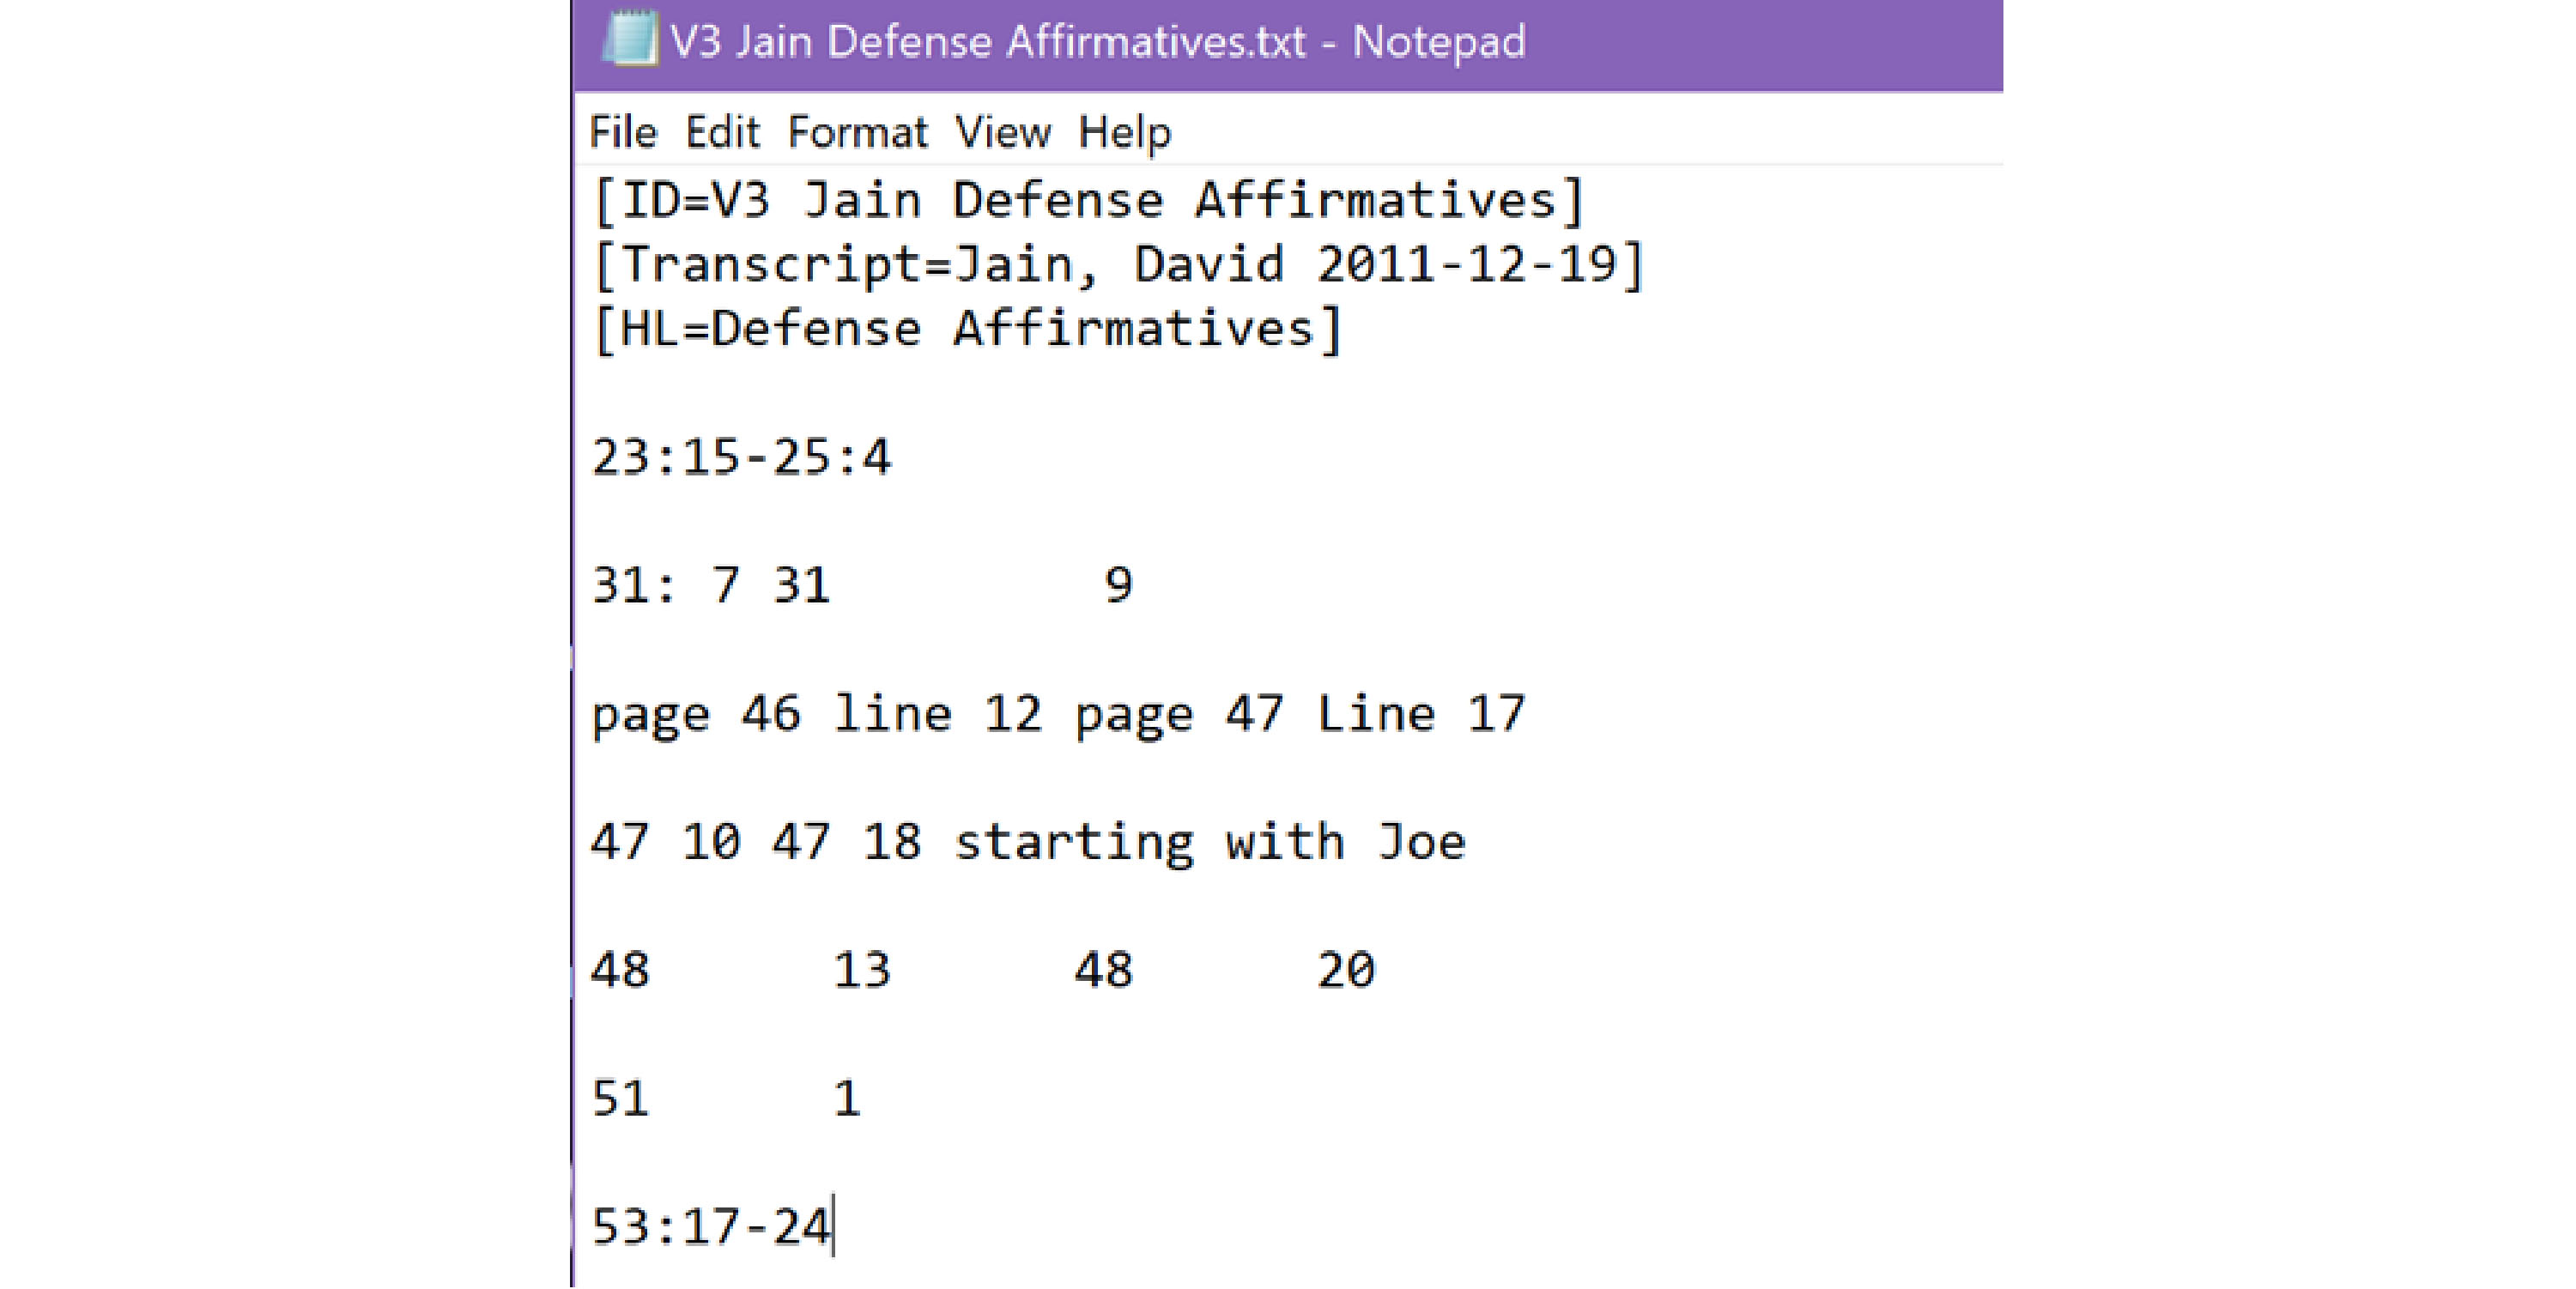 V3 Jain Defense Affirmatives.txt - Notepad
File Edit Format View Help
[ID=V3 Jain Defense Affirmatives]
[Transcript=Jain, David 2011-12-19]
[HL=Defense Affirmatives]
23:15-25:4
31: 7 31         9
page 46 line 12 page 47 Line 17
47 10 47 18 starting with Joe
48      13      48      20
51      1
53:17-24